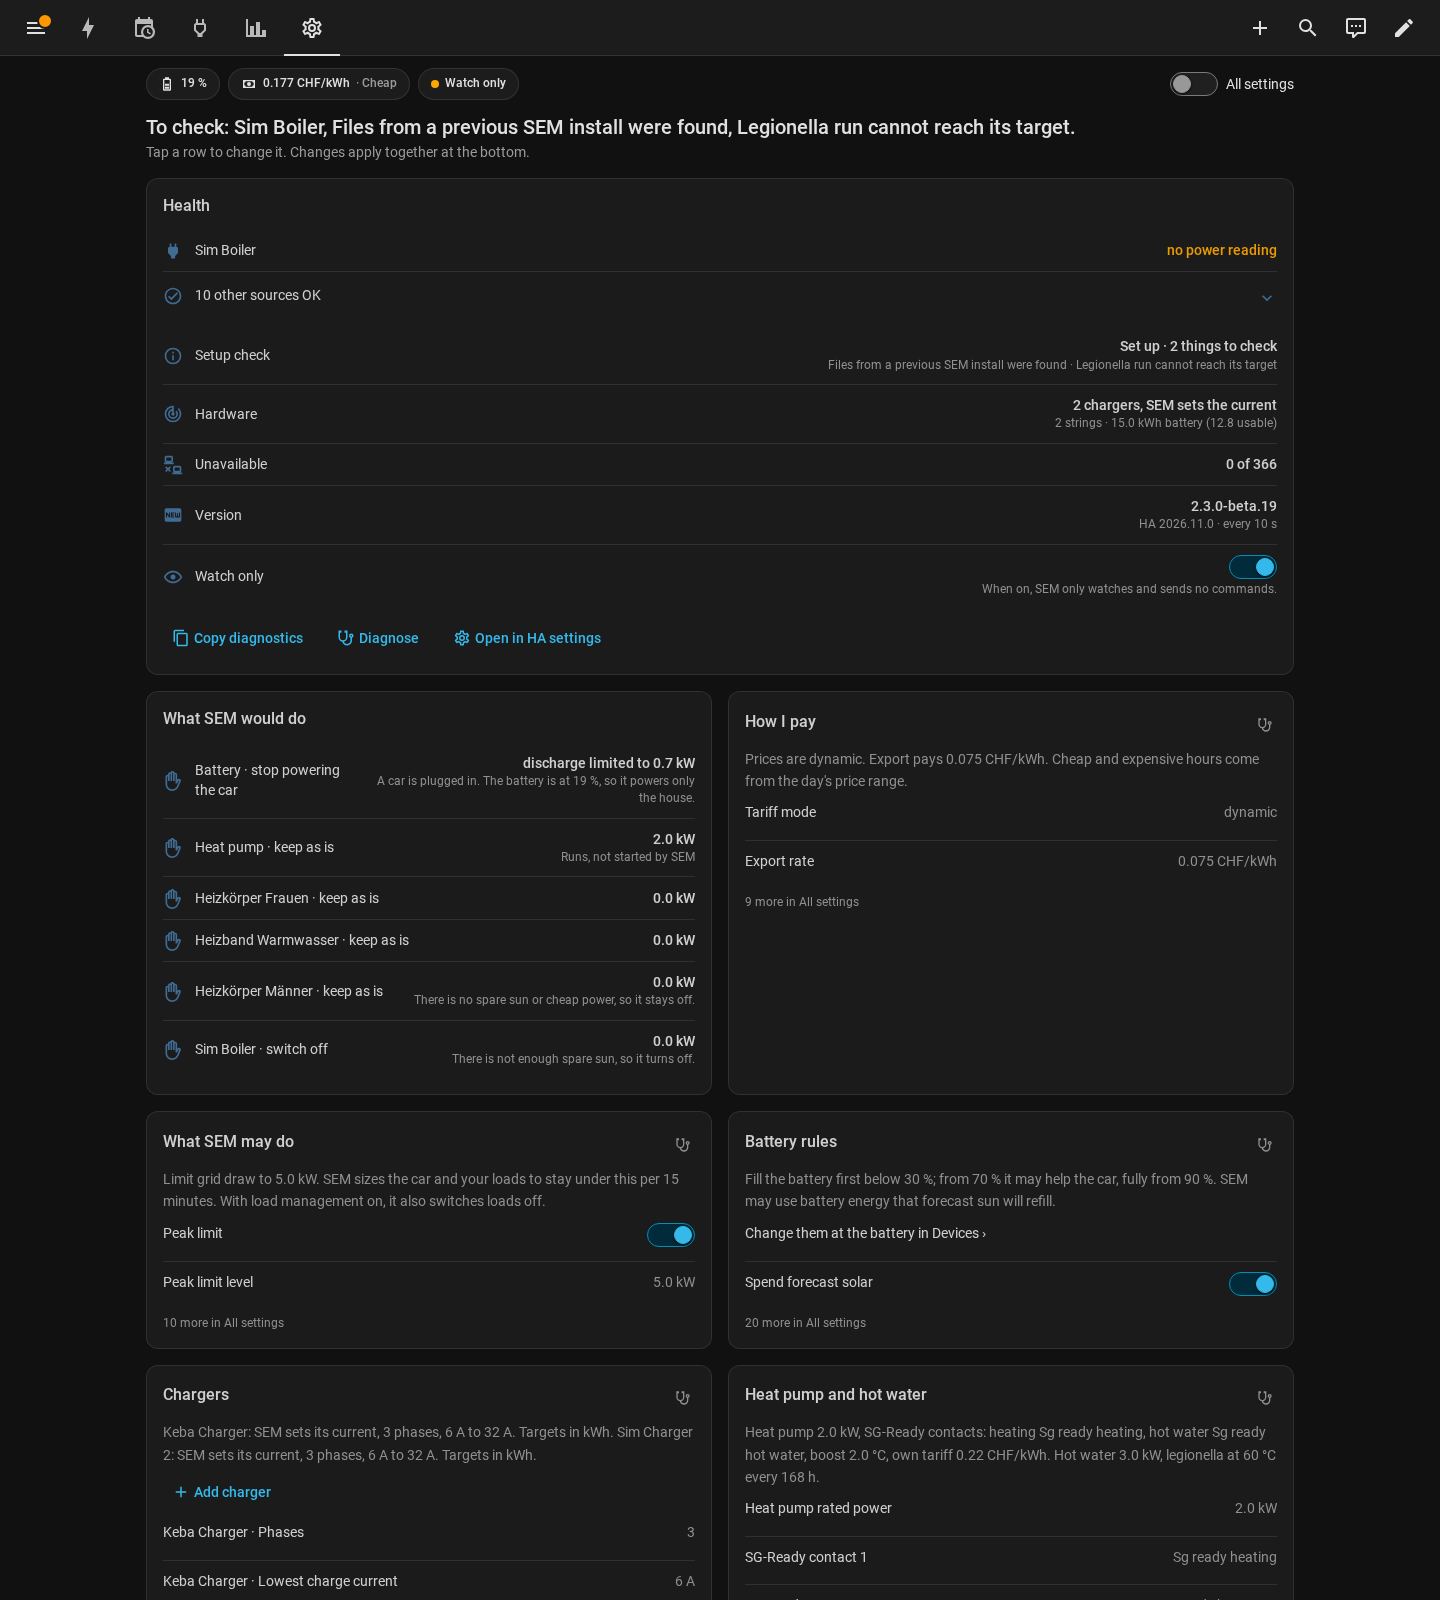 19 %
0.177 CHF/kWh · Cheap
Watch only
All settings
To check: Sim Boiler, Files from a previous SEM install were found, Legionella run cannot reach its target.
Tap a row to change it. Changes apply together at the bottom.
Health
Sim Boiler
no power reading
10 other sources OK
Setup check
Set up · 2 things to check
Files from a previous SEM install were found · Legionella run cannot reach its target
Hardware
2 chargers, SEM sets the current
2 strings · 15.0 kWh battery (12.8 usable)
Unavailable
0 of 366
NEW
Version
2.3.0-beta.19
HA 2026.11.0 · every 10 s
Watch only
When on, SEM only watches and sends no commands.
Copy diagnostics
Diagnose
Open in HA settings
What SEM would do
Battery · stop powering
the car
discharge limited to 0.7 kW
A car is plugged in. The battery is at 19 %, so it powers only
the house.
Heat pump · keep as is
2.0 kW
Runs, not started by SEM
Heizkörper Frauen · keep as is
0.0 kW
Heizband Warmwasser · keep as is
0.0 kW
Heizkörper Männer · keep as is
0.0 kW
There is no spare sun or cheap power, so it stays off.
Sim Boiler · switch off
0.0 kW
There is not enough spare sun, so it turns off.
How I pay
Prices are dynamic. Export pays 0.075 CHF/kWh. Cheap and expensive hours come
from the day's price range.
Tariff mode
dynamic
Export rate
0.075 CHF/kWh
9 more in All settings
What SEM may do
Limit grid draw to 5.0 kW. SEM sizes the car and your loads to stay under this per 15
minutes. With load management on, it also switches loads off.
Peak limit
Peak limit level
5.0 kW
10 more in All settings
Battery rules
Fill the battery first below 30 %; from 70 % it may help the car, fully from 90 %. SEM
may use battery energy that forecast sun will refill.
Change them at the battery in Devices ›
Spend forecast solar
20 more in All settings
Chargers
Keba Charger: SEM sets its current, 3 phases, 6 A to 32 A. Targets in kWh. Sim Charger
2: SEM sets its current, 3 phases, 6 A to 32 A. Targets in kWh.
Add charger
Keba Charger · Phases
3
Keba Charger · Lowest charge current
6 A
Heat pump and hot water
Heat pump 2.0 kW, SG-Ready contacts: heating Sg ready heating, hot water Sg ready
hot water, boost 2.0 °C, own tariff 0.22 CHF/kWh. Hot water 3.0 kW, legionella at 60 °C
every 168 h.
Heat pump rated power
2.0 kW
SG-Ready contact 1
Sg ready heating